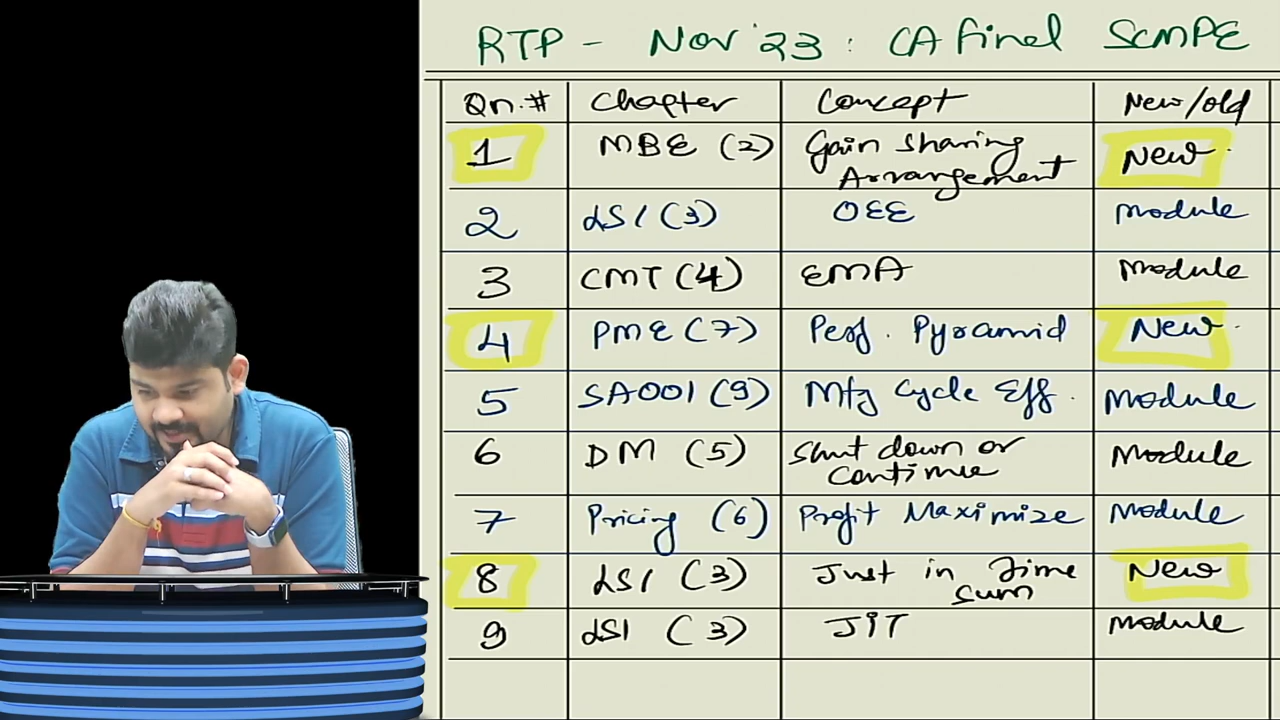 RTP - Nov'23 : CA Final SCMPE
Qn.# Chapter Concept New/old
1 MBE (2) Gain Sharing Arrangement New
2 LSI (3) OEE Module
3 CMT (4) EMA Module
4 PME (7) Perf. Pyramid New
5 SA001 (9) Mfg Cycle Eff. Module
6 DM (5) Shut down or Continue Module
7 Pricing (6) Profit Maximize Module
8 LSI (3) Just in Time Sum New
9 LSI (3) JIT Module